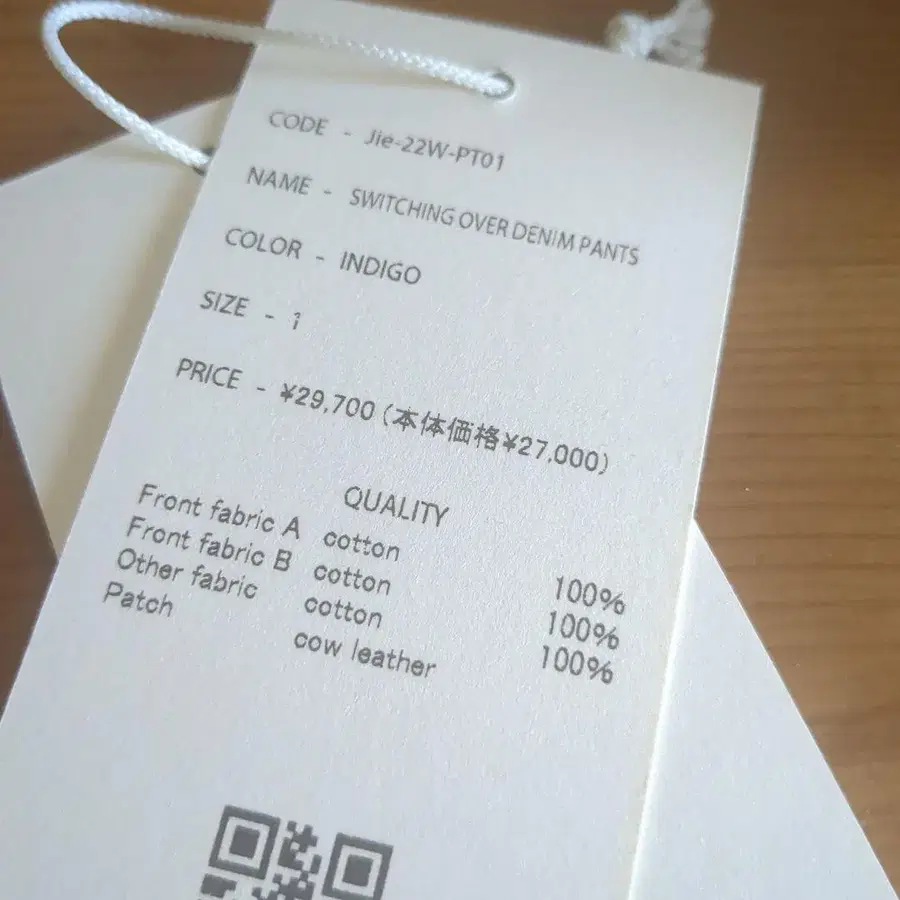 CODE - Jie-22W-PT01
NAME - SWITCHING OVER DENIM PANTS
COLOR - INDIGO
SIZE - 1
PRICE - ¥29,700 (本体価格¥27,000)
QUALITY
Front fabric A cotton 100%
Front fabric B cotton 100%
Other fabric cotton 100%
Patch cow leather